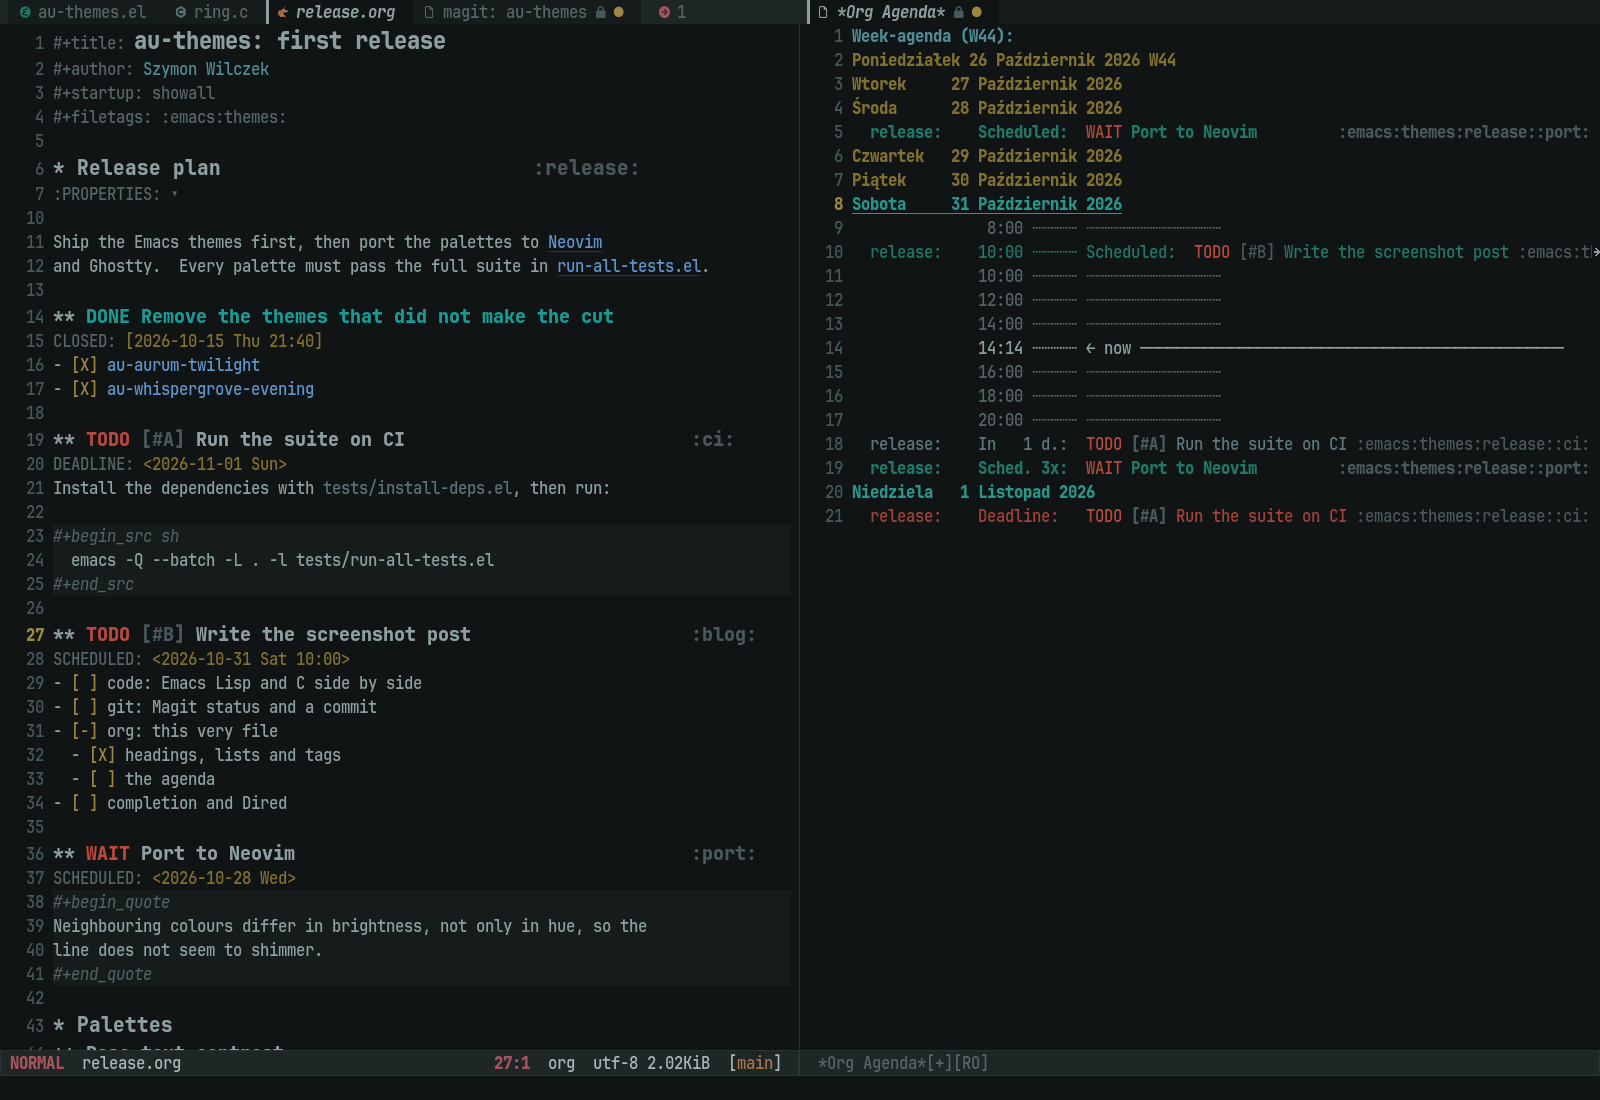 au-themes.el ring.c release.org magit: au-themes 1
1 #+title: au-themes: first release
2 #+author: Szymon Wilczek
3 #+startup: showall
4 #+filetags: :emacs:themes:
5
6 * Release plan :release:
7 :PROPERTIES: ▾
10
11 Ship the Emacs themes first, then port the palettes to Neovim
12 and Ghostty. Every palette must pass the full suite in run-all-tests.el.
13
14 ** DONE Remove the themes that did not make the cut
15 CLOSED: [2026-10-15 Thu 21:40]
16 - [X] au-aurum-twilight
17 - [X] au-whispergrove-evening
18
19 ** TODO [#A] Run the suite on CI :ci:
20 DEADLINE: <2026-11-01 Sun>
21 Install the dependencies with tests/install-deps.el, then run:
22
23 #+begin_src sh
24 emacs -Q --batch -L . -l tests/run-all-tests.el
25 #+end_src
26
27 ** TODO [#B] Write the screenshot post :blog:
28 SCHEDULED: <2026-10-31 Sat 10:00>
29 - [ ] code: Emacs Lisp and C side by side
30 - [ ] git: Magit status and a commit
31 - [-] org: this very file
32 - [X] headings, lists and tags
33 - [ ] the agenda
34 - [ ] completion and Dired
35
36 ** WAIT Port to Neovim :port:
37 SCHEDULED: <2026-10-28 Wed>
38 #+begin_quote
39 Neighbouring colours differ in brightness, not only in hue, so the
40 line does not seem to shimmer.
41 #+end_quote
42
43 * Palettes
NORMAL release.org 27:1 org utf-8 2.02KiB [main]
*Org Agenda*
1 Week-agenda (W44):
2 Poniedziałek 26 Październik 2026 W44
3 Wtorek 27 Październik 2026
4 Środa 28 Październik 2026
5 release: Scheduled: WAIT Port to Neovim :emacs:themes:release::port:
6 Czwartek 29 Październik 2026
7 Piątek 30 Październik 2026
8 Sobota 31 Październik 2026
9 8:00 ┄┄┄┄┄ ┄┄┄┄┄┄┄┄┄┄┄┄┄┄┄
10 release: 10:00 ┄┄┄┄┄ Scheduled: TODO [#B] Write the screenshot post :emacs:t
11 10:00 ┄┄┄┄┄ ┄┄┄┄┄┄┄┄┄┄┄┄┄┄┄
12 12:00 ┄┄┄┄┄ ┄┄┄┄┄┄┄┄┄┄┄┄┄┄┄
13 14:00 ┄┄┄┄┄ ┄┄┄┄┄┄┄┄┄┄┄┄┄┄┄
14 14:14 ┄┄┄┄┄ ← now ───────────────────────────────────────────────
15 16:00 ┄┄┄┄┄ ┄┄┄┄┄┄┄┄┄┄┄┄┄┄┄
16 18:00 ┄┄┄┄┄ ┄┄┄┄┄┄┄┄┄┄┄┄┄┄┄
17 20:00 ┄┄┄┄┄ ┄┄┄┄┄┄┄┄┄┄┄┄┄┄┄
18 release: In 1 d.: TODO [#A] Run the suite on CI :emacs:themes:release::ci:
19 release: Sched. 3x: WAIT Port to Neovim :emacs:themes:release::port:
20 Niedziela 1 Listopad 2026
21 release: Deadline: TODO [#A] Run the suite on CI :emacs:themes:release::ci:
*Org Agenda*[+][RO]